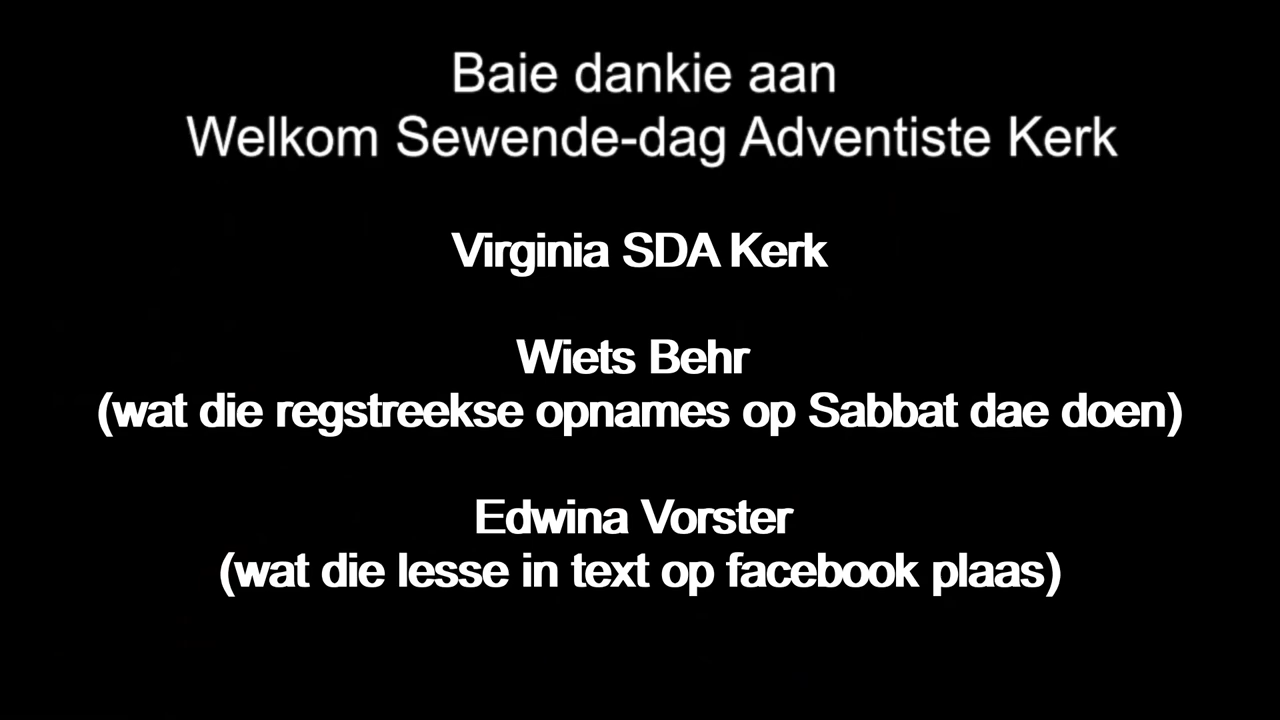 Baie dankie aan
Welkom Sewende-dag Adventiste Kerk
Virginia SDA Kerk
Wiets Behr
(wat die regstreekse opnames op Sabbat dae doen)
Edwina Vorster
(wat die lesse in text op facebook plaas)